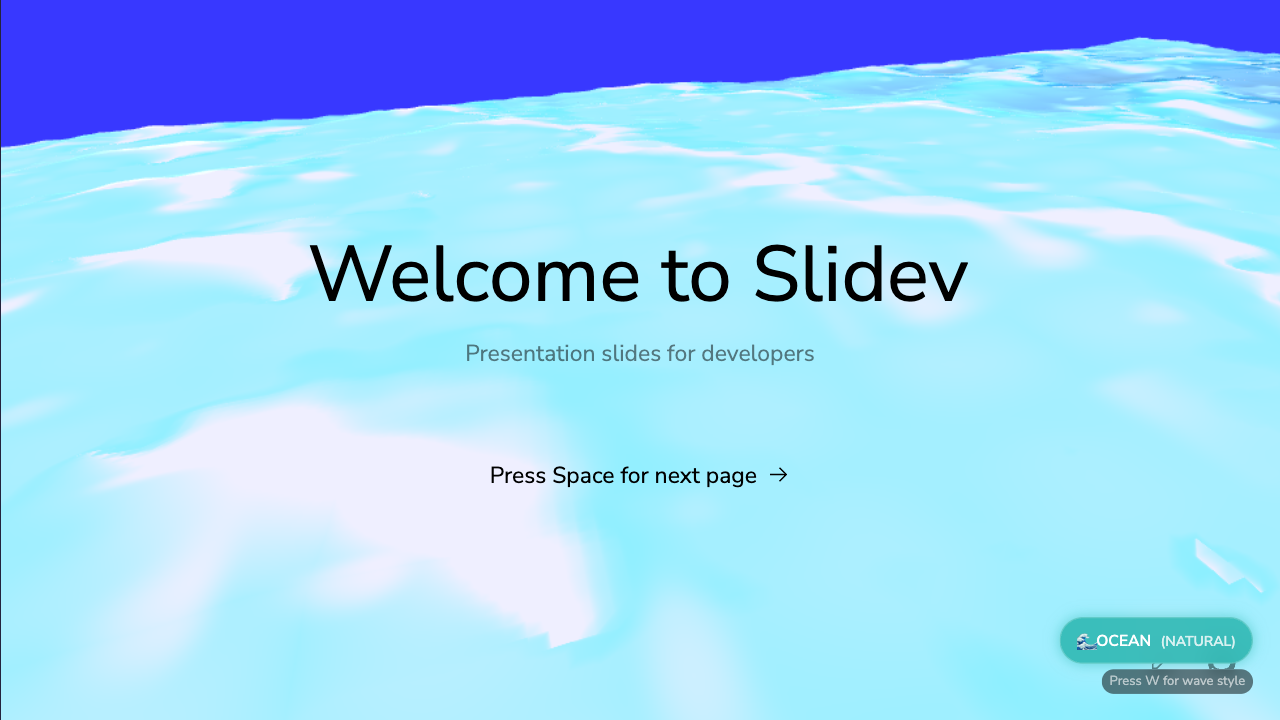 Welcome to Slidev
Presentation slides for developers
Press Space for next page →
🌊OCEAN (NATURAL)
Press W for wave style